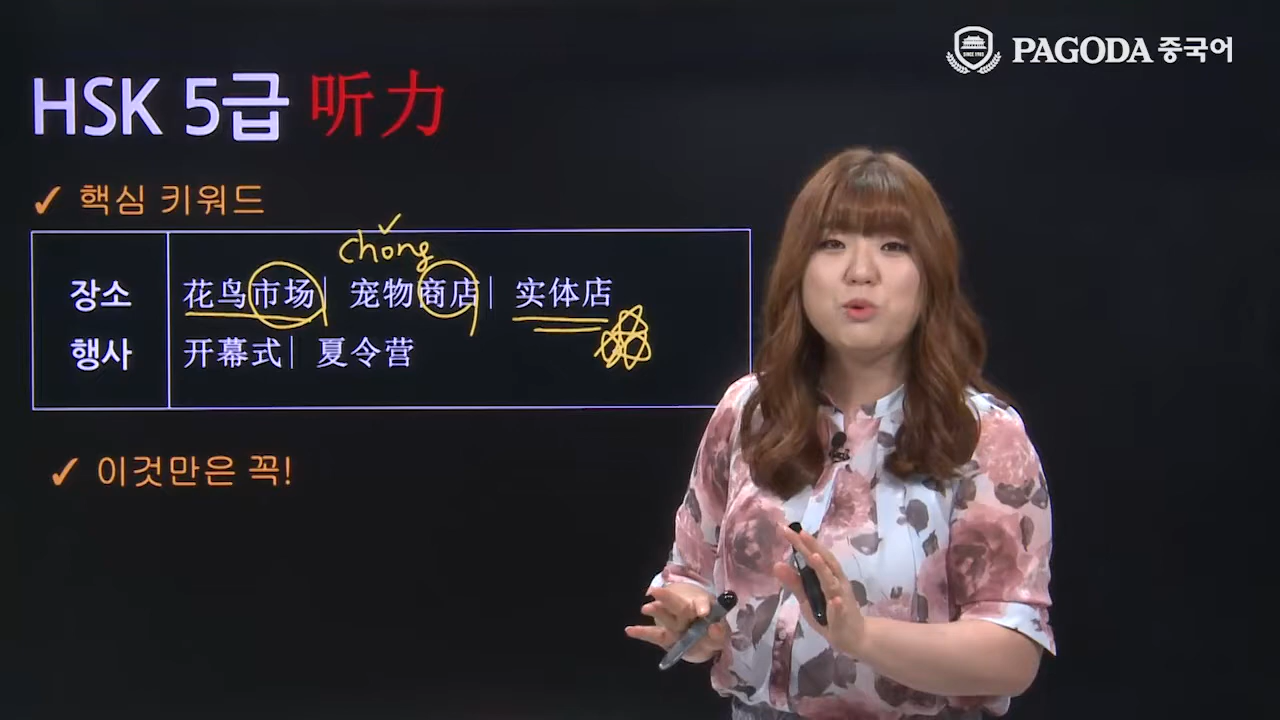 PAGODA 중국어
HSK 5급 听力
✓ 핵심 키워드
chǒng
장소 花鸟市场| 宠物商店| 实体店
행사 开幕式| 夏令营
✓ 이것만은 꼭!